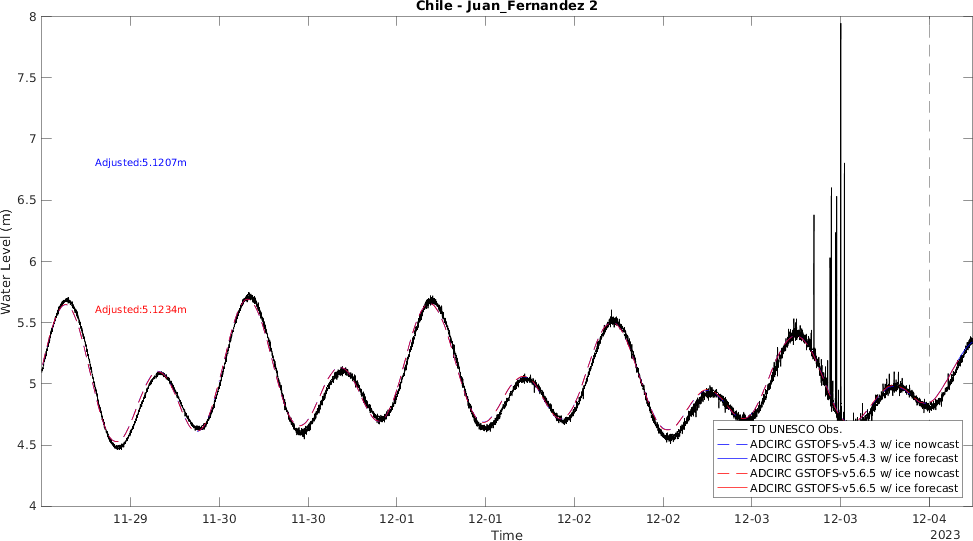 Chile - Juan_Fernandez 2
8
7.5
7
6.5
6
5.5
5
4.5
4
Water Level (m)
Adjusted:5.1207m
Adjusted:5.1234m
TD UNESCO Obs.
ADCIRC GSTOFS-v5.4.3 w/ ice nowcast
ADCIRC GSTOFS-v5.4.3 w/ ice forecast
ADCIRC GSTOFS-v5.6.5 w/ ice nowcast
ADCIRC GSTOFS-v5.6.5 w/ ice forecast
11-29 11-30 11-30 12-01 12-01 12-02 12-02 12-03 12-03 12-04
2023
Time